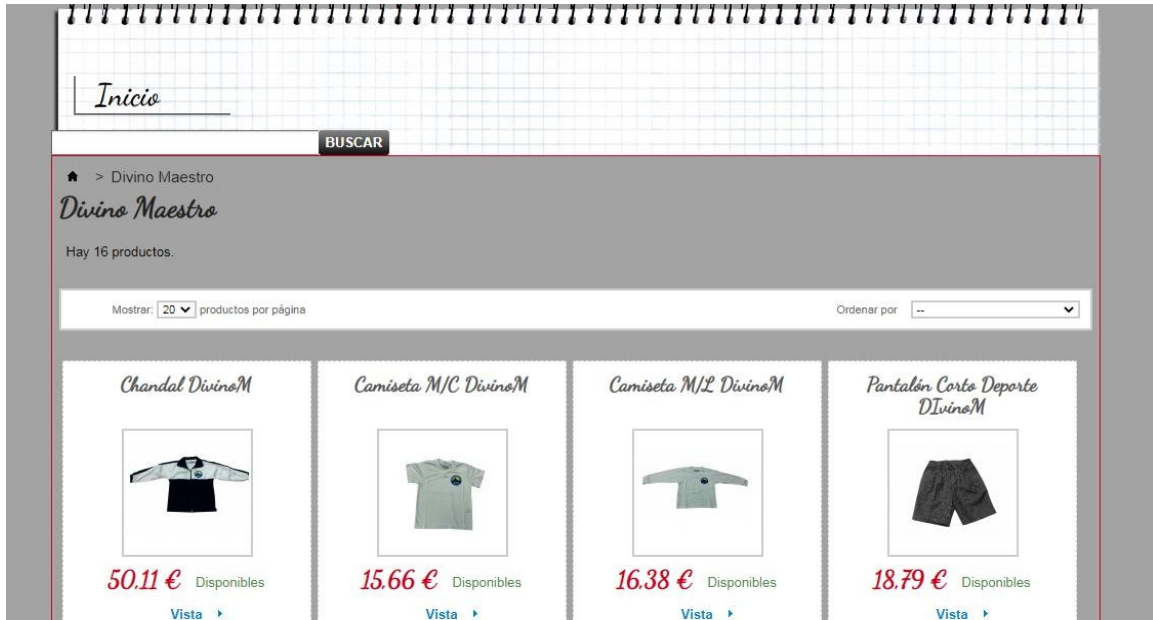 Inicio
BUSCAR
> Divino Maestro
Divino Maestro
Hay 16 productos.
Mostrar: 20 productos por página
Ordenar por --
Chandal DivinoM
Camiseta M/C DivinoM
Camiseta M/L DivinoM
Pantalón Corto Deporte
DIvinoM
50,11 € Disponibles
15,66 € Disponibles
16,38 € Disponibles
18,79 € Disponibles
Vista
Vista
Vista
Vista